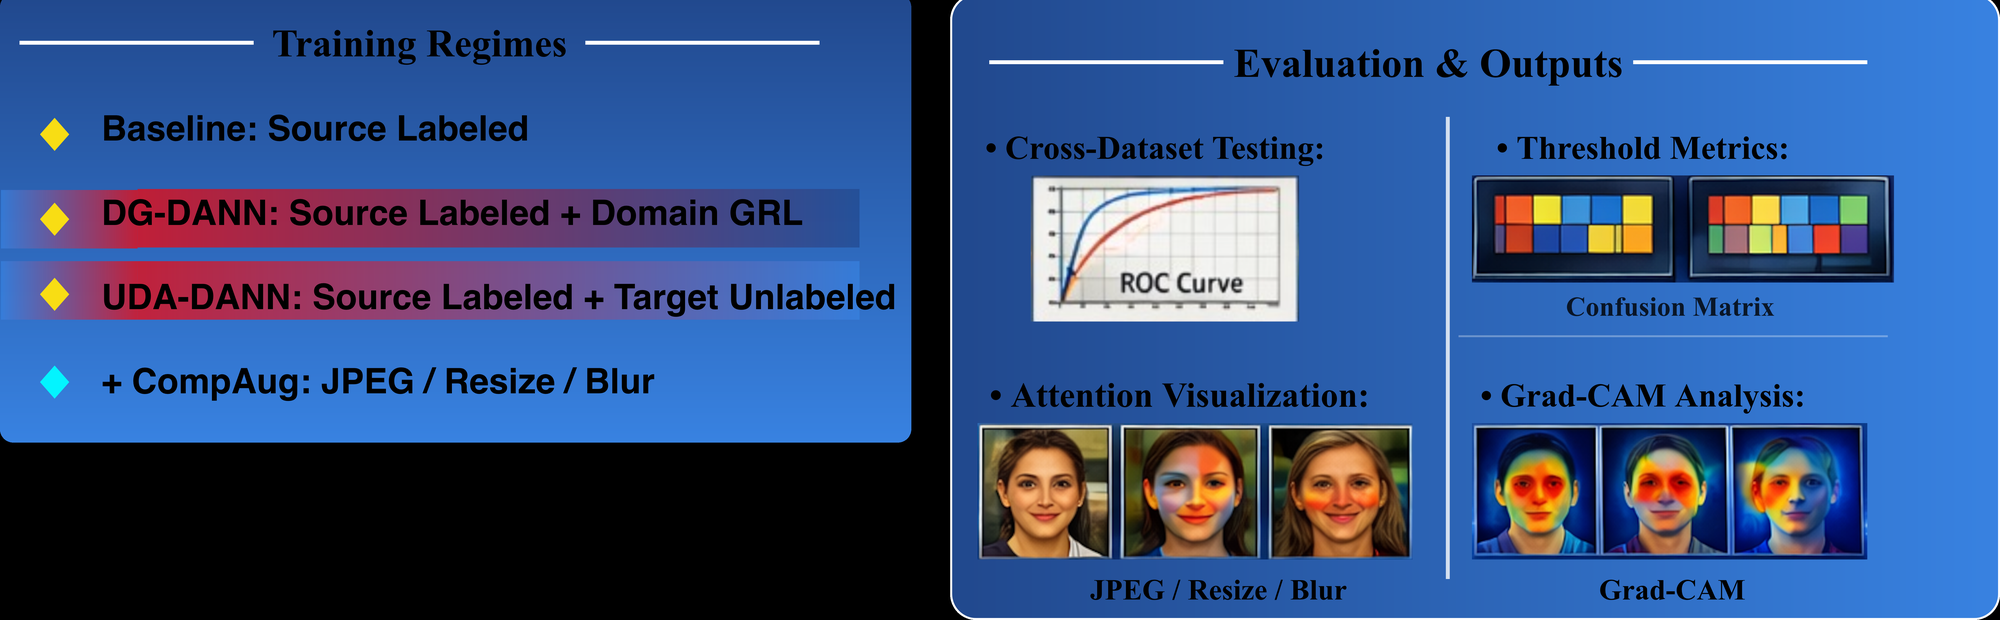 Training Regimes
Baseline: Source Labeled
DG-DANN: Source Labeled + Domain GRL
UDA-DANN: Source Labeled + Target Unlabeled
+ CompAug: JPEG / Resize / Blur
Evaluation & Outputs
• Cross-Dataset Testing:
ROC Curve
• Threshold Metrics:
Confusion Matrix
• Attention Visualization:
JPEG / Resize / Blur
• Grad-CAM Analysis:
Grad-CAM